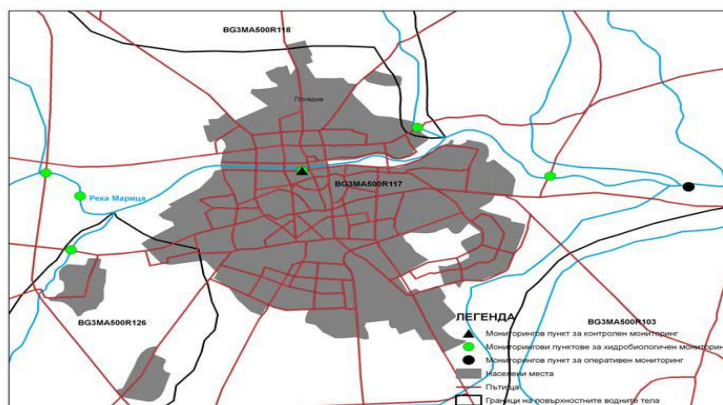 BG3MA500R118
Пловдив
BG3MA500R117
Река Марица
BG3MA500R126
BG3MA500R103
ЛЕГЕНДА
Мониторингов пункт за контролен мониторинг
Мониторингови пунктове за хидробиологичен мониторинг
Мониторингов пункт за оперативен мониторинг
Населени места
Пътища
Граници на повърхностните водните тела